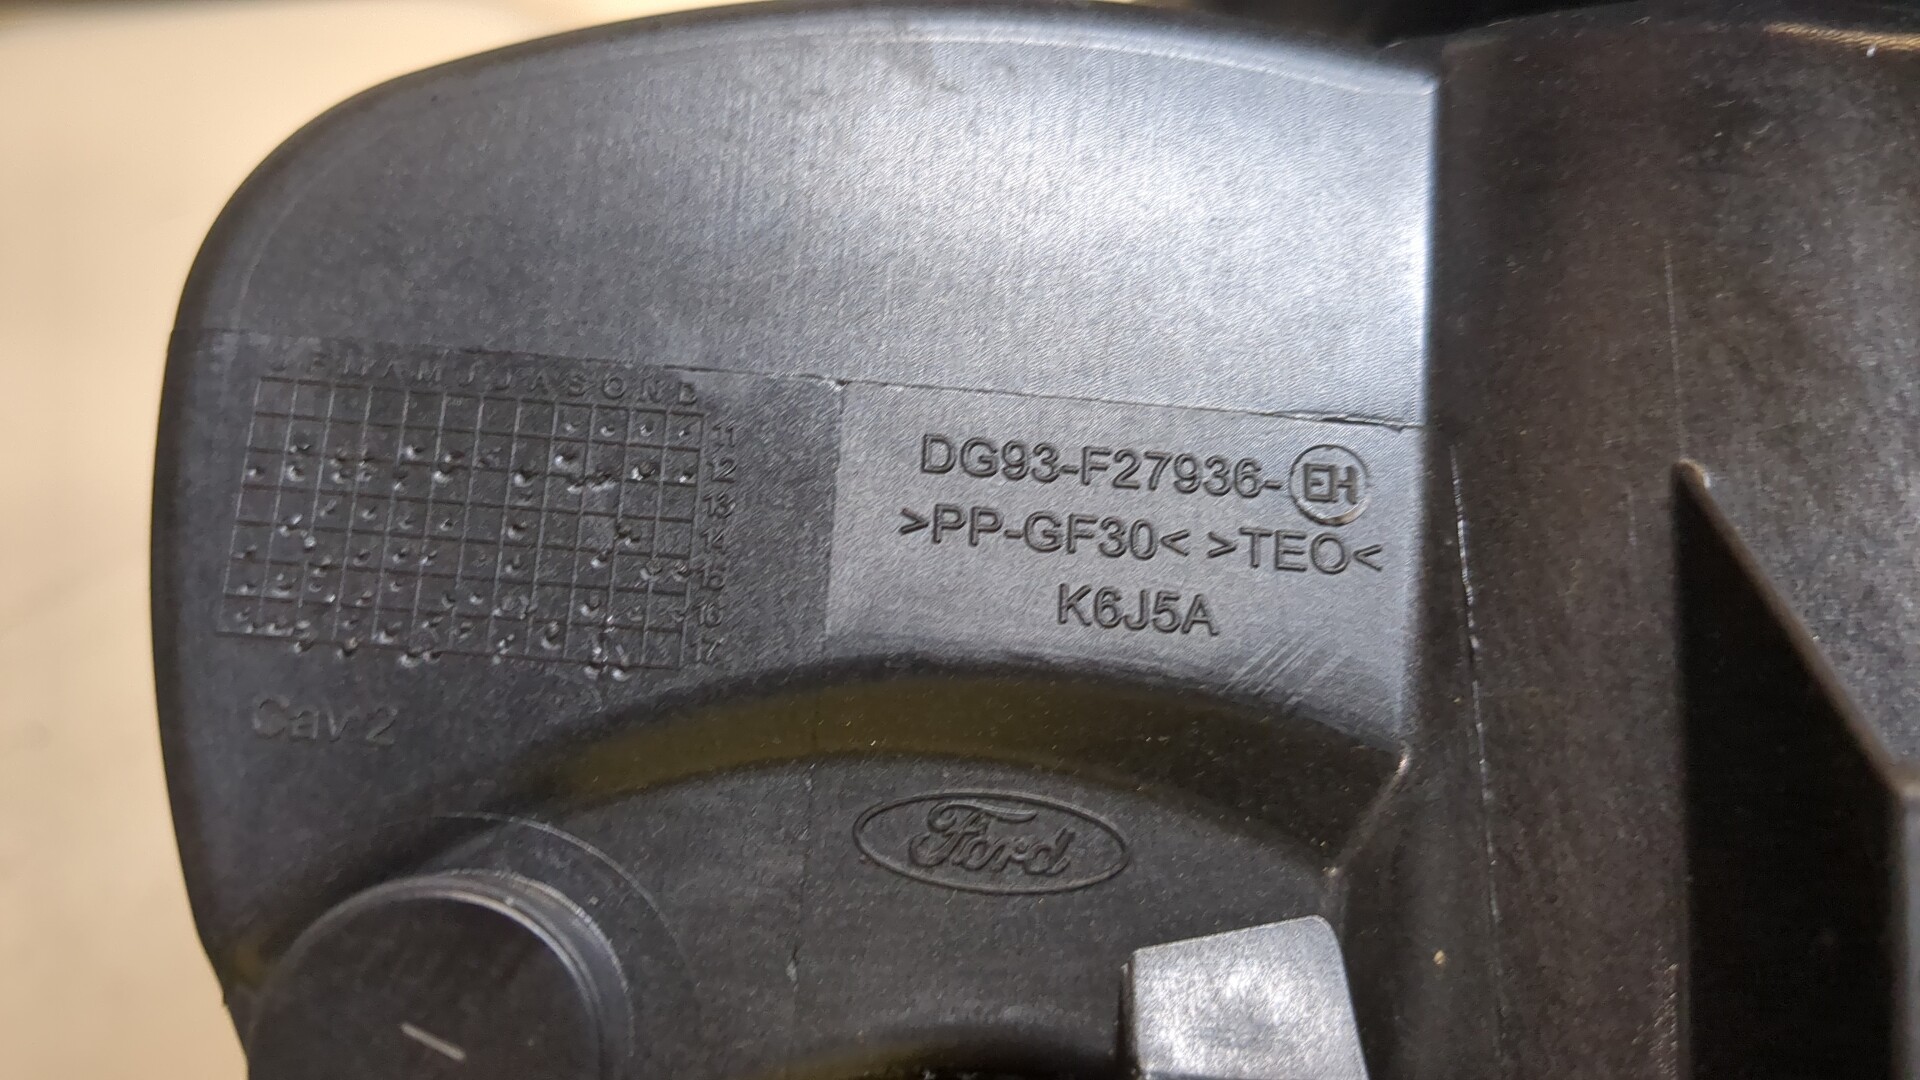 J F M A M J J A S O N D
11
12
13
14
15
16
17
DG93-F27936-EH
>PP-GF30< >TEO<
K6J5A
Cav 2
Ford